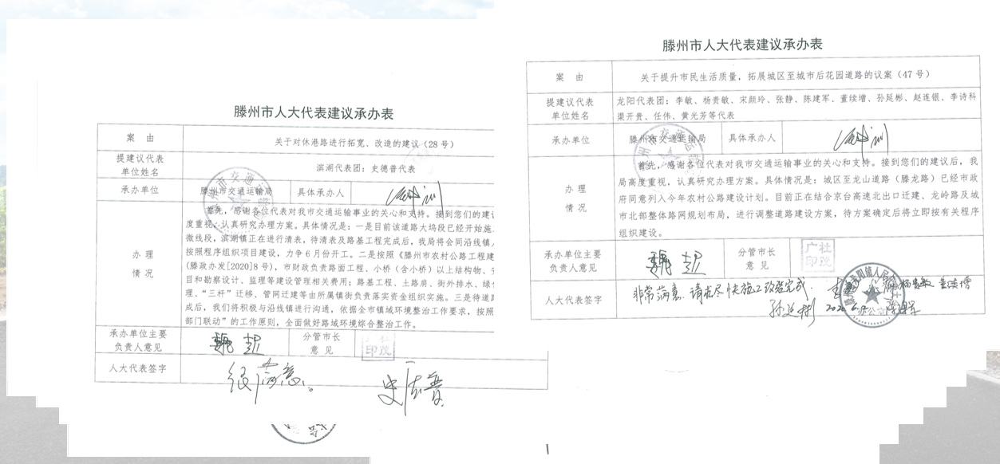 滕州市人大代表建议承办表
案 由
关于对休港路进行拓宽、改造的建议（28号）
提建议代表
单位姓名
滨湖代表团：史德普代表
承办单位
滕州市交通运输局
具体承办人
办 理
情 况
首先，感谢各位代表对我市交通运输事业的关心和支持。接到您们的建议
度重视，认真研究办理方案。具体情况是：一是目前该道路大坞段已经开始施
微线段，滨湖镇正在进行清表，待清表及路基工程完成后，我局将会同沿线镇
按照程序组织项目建设，力争6月份开工。二是按照《滕州市农村公路工程建
(滕政办发[2020]8号)，市财政负责路面工程、小桥（含小桥）以上结构物、
目和勘察设计、监理等建设管理相关费用；路基工程、土路肩、街外排水、绿
理、“三杆”迁移、管网迁建等由所属镇街负责落实资金组织实施。三是待道
成后，我们将积极与沿线镇进行沟通，依据全市镇域环境整治工作要求，按照
部门联动”的工作原则，全面做好路域环境综合整治工作。
承办单位主要
负责人意见
魏超
分管市长
意 见
人大代表签字
很满意。
史德普
滕州市人大代表建议承办表
案 由
关于提升市民生活质量，拓展城区至城市后花园道路的议案（47号）
提建议代表
单位姓名
龙阳代表团：李敏、杨贵敏、宋颜玲、张静、陈建军、董续增、孙延彬、赵连银、李诗科
渠开贵、任伟、黄光芳等代表
承办单位
滕州市交通运输局
具体承办人
办 理
情 况
首先，感谢各位代表对我市交通运输事业的关心和支持。接到您们的建议后，我
局高度重视，认真研究办理方案。具体情况是：城区至龙山道路（滕龙路）已经市政
府同意列入今年农村公路建设计划。目前正在结合京台高速北出口迁建、龙岭路及城
市北部整体路网规划布局，进行调整道路建设方案，待方案确定后将立即按有关程序
组织建设。
承办单位主要
负责人意见
魏超
分管市长
意 见
广社
印茂
人大代表签字
非常满意，请求尽快施工改造完成.
孙延彬
杨贵敏 董续增
陈建军